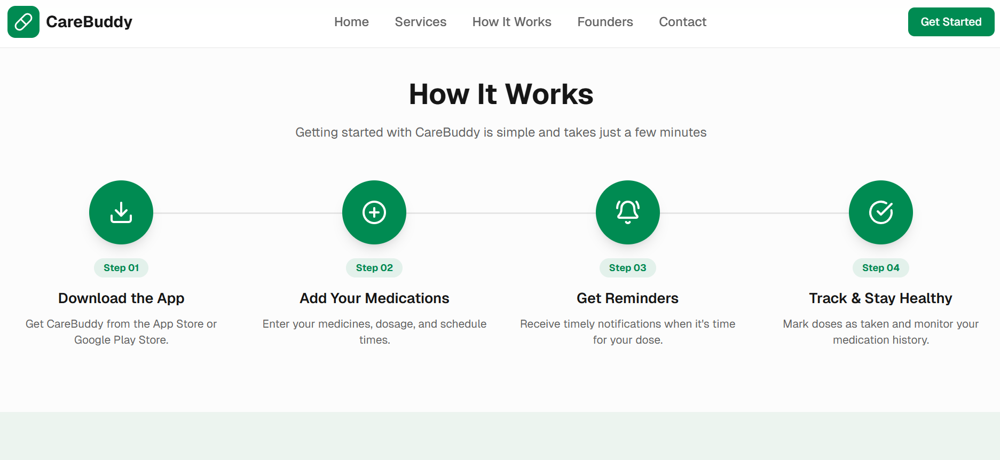 CareBuddy
Home
Services
How It Works
Founders
Contact
Get Started
How It Works
Getting started with CareBuddy is simple and takes just a few minutes
Step 01
Download the App
Get CareBuddy from the App Store or
Google Play Store.
Step 02
Add Your Medications
Enter your medicines, dosage, and schedule
times.
Step 03
Get Reminders
Receive timely notifications when it's time
for your dose.
Step 04
Track & Stay Healthy
Mark doses as taken and monitor your
medication history.